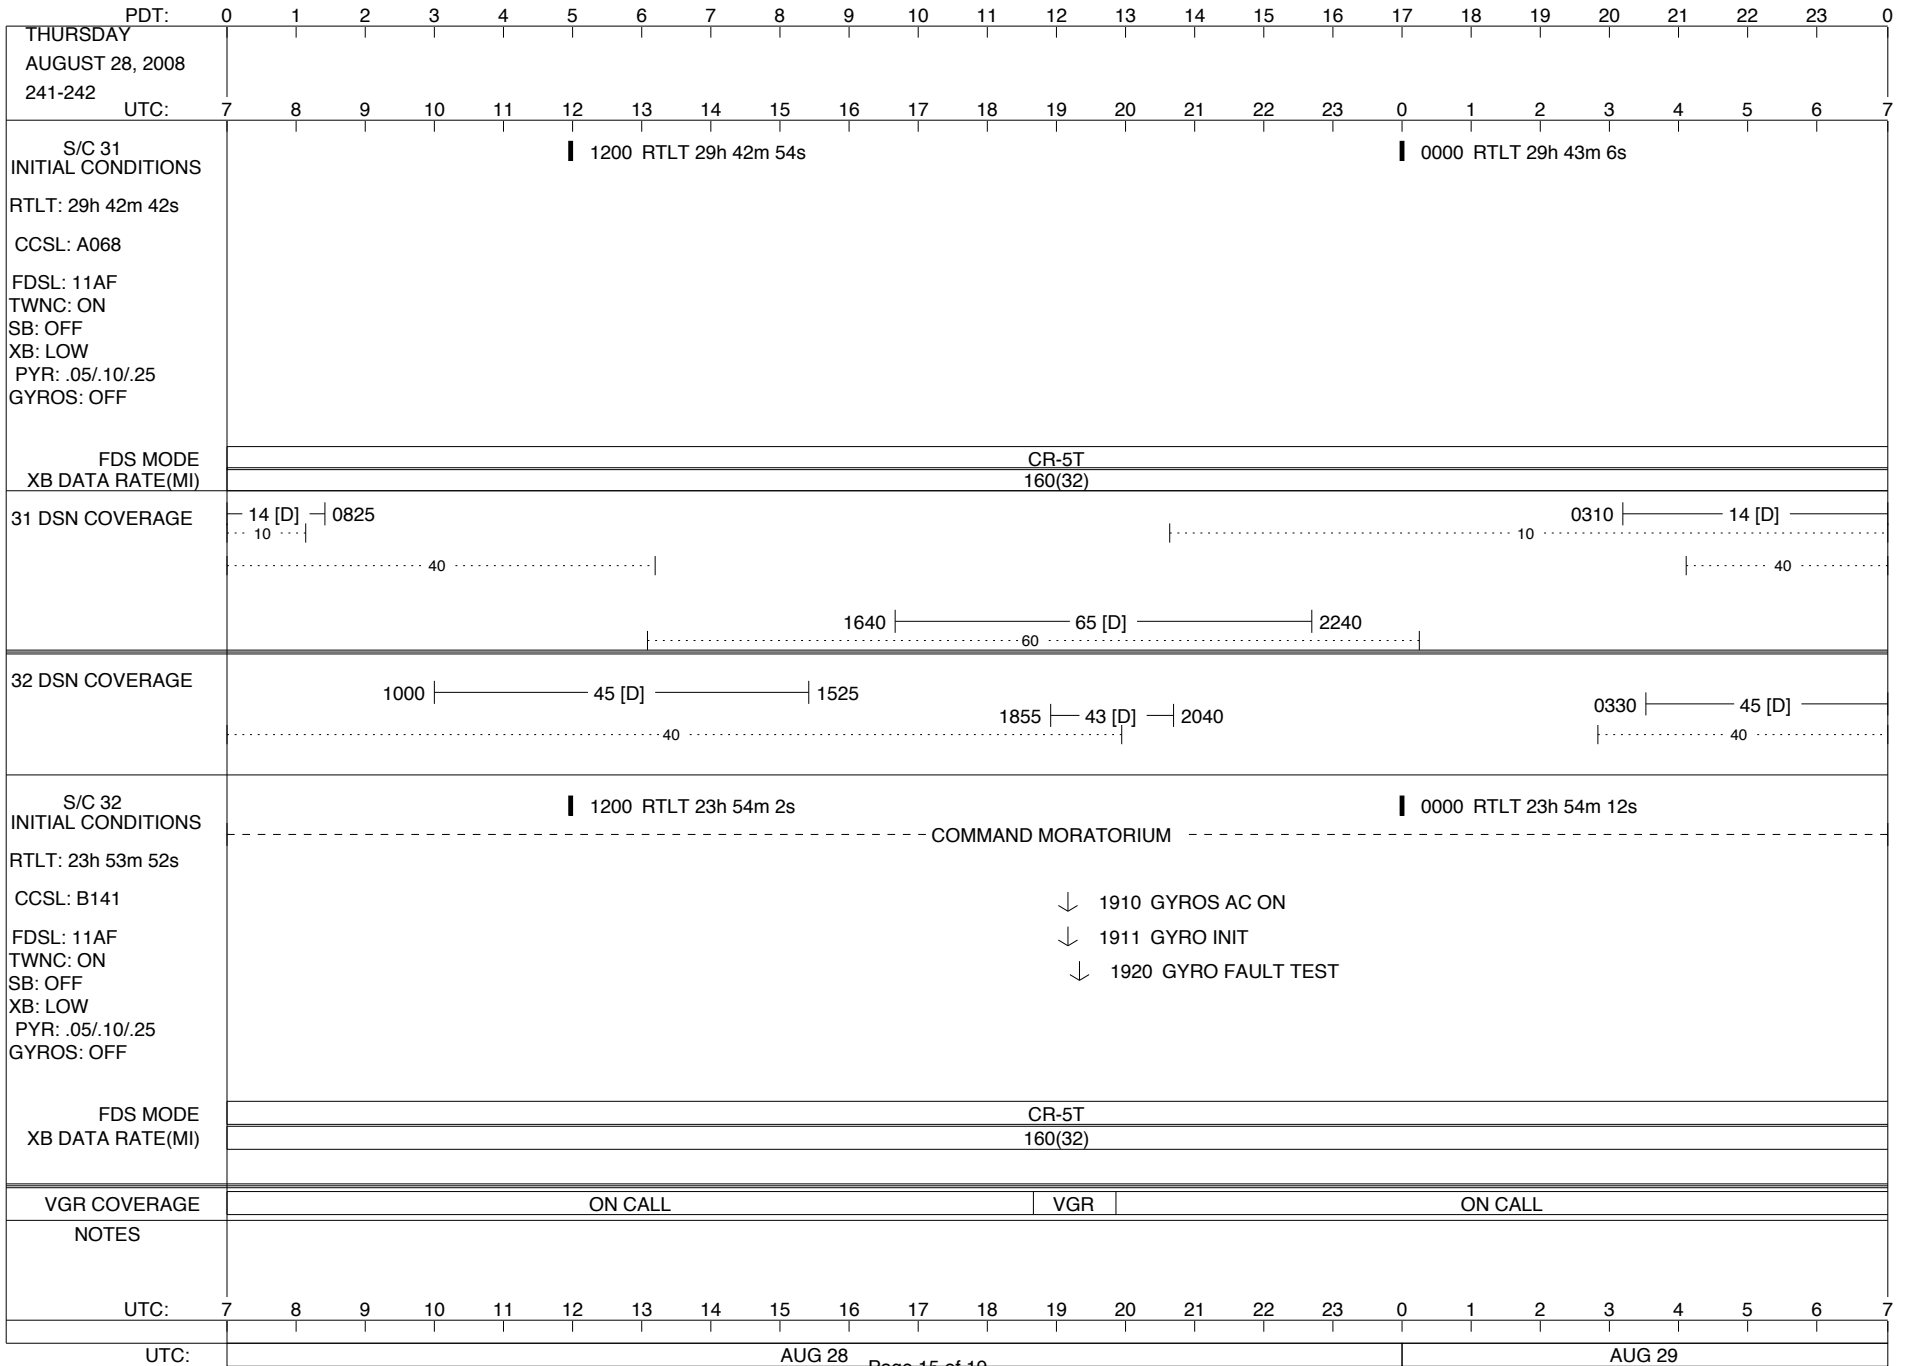 PDT: 0 1 2 3 4 5 6 7 8 9 10 11 12 13 14 15 16 17 18 19 20 21 22 23 0
THURSDAY
AUGUST 28, 2008
241-242
UTC: 7 8 9 10 11 12 13 14 15 16 17 18 19 20 21 22 23 0 1 2 3 4 5 6 7
S/C 31
INITIAL CONDITIONS
1200 RTLT 29h 42m 54s
0000 RTLT 29h 43m 6s
RTLT: 29h 42m 42s
CCSL: A068
FDSL: 11AF
TWNC: ON
SB: OFF
XB: LOW
PYR: .05/.10/.25
GYROS: OFF
FDS MODE CR-5T
XB DATA RATE(MI) 160(32)
31 DSN COVERAGE
14 [D] 0825
0310 14 [D]
10
10
40
40
1640 65 [D] 2240
60
32 DSN COVERAGE
1000 45 [D] 1525
0330 45 [D]
1855 43 [D] 2040
40
40
S/C 32
INITIAL CONDITIONS
1200 RTLT 23h 54m 2s
0000 RTLT 23h 54m 12s
COMMAND MORATORIUM
RTLT: 23h 53m 52s
CCSL: B141
1910 GYROS AC ON
FDSL: 11AF
1911 GYRO INIT
TWNC: ON
1920 GYRO FAULT TEST
SB: OFF
XB: LOW
PYR: .05/.10/.25
GYROS: OFF
FDS MODE CR-5T
XB DATA RATE(MI) 160(32)
VGR COVERAGE ON CALL VGR ON CALL
NOTES
UTC: 7 8 9 10 11 12 13 14 15 16 17 18 19 20 21 22 23 0 1 2 3 4 5 6 7
UTC: AUG 28 AUG 29
Page 15 of 19